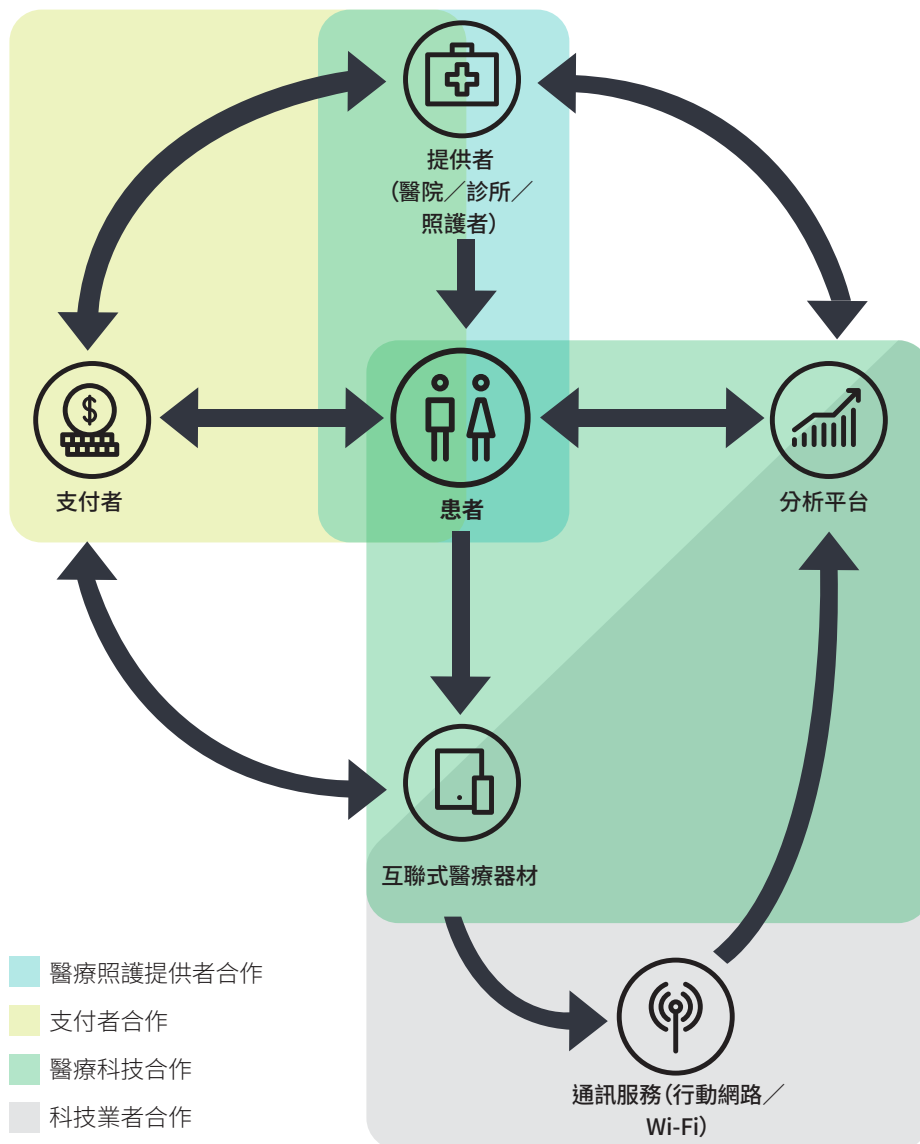 提供者
（醫院／診所／
照護者）
支付者
患者
分析平台
互聯式醫療器材
醫療照護提供者合作
支付者合作
醫療科技合作
科技業者合作
通訊服務（行動網路／
Wi-Fi）